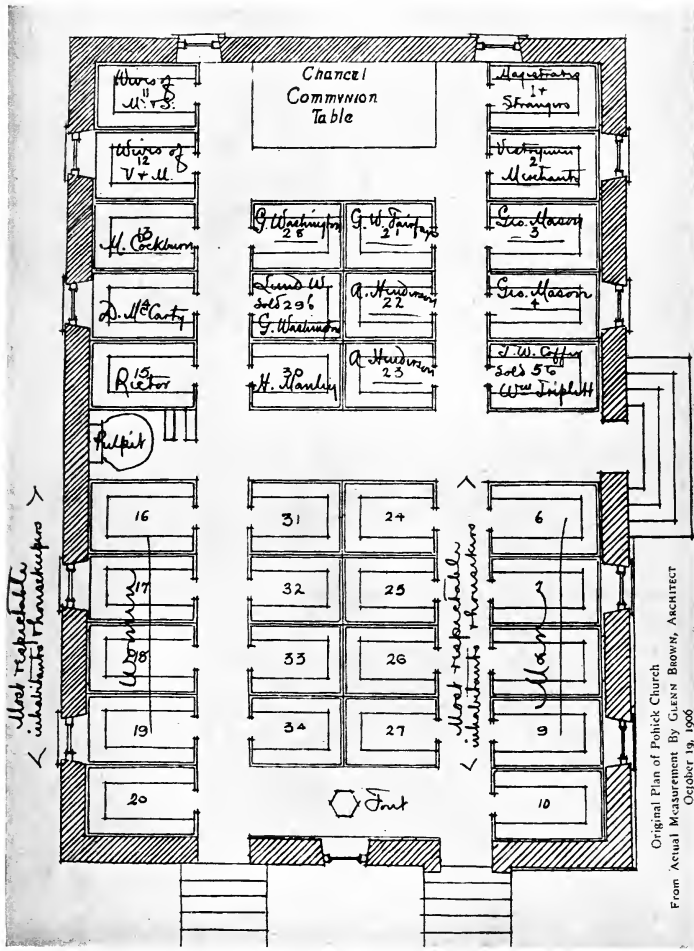 Chancel
Communion
Table
Wives of
11
M. & S.
Magistrates
1 +
Strangers
Wives of
12
V + M.
Vestrymen
2
Merchants
13
M. Cockburn
G. Washington
28
G. W. Fairfax
21
Geo. Mason
3
14
D. McCarty
Lund W.
Sold 29 £
G. Washington
A. Henderson
22
Geo. Mason
4
15
Rector
30
H. Manley
A. Henderson
23
T. W. Coffer
Sold 5 £
Wm Triplett
Pulpit
16
31
24
6
17
32
25
7
18
33
26
19
34
27
9
20
10
Women
Man
Most respectable
inhabitants & housekeepers
Most respectable
inhabitants & housekeepers
Font
Original Plan of Pohick Church
From Actual Measurement By Glenn Brown, Architect
October 19, 1906